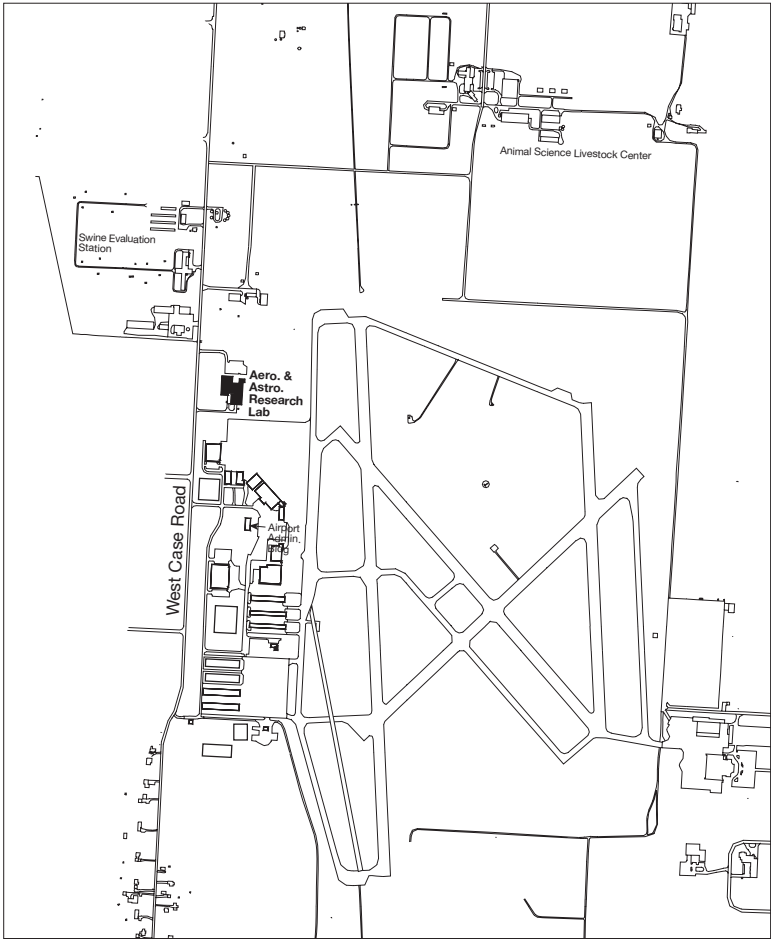 Animal Science Livestock Center
Swine Evaluation
Station
Aero. &
Astro.
Research
Lab
West Case Road
Airport
Admin.
Bldg